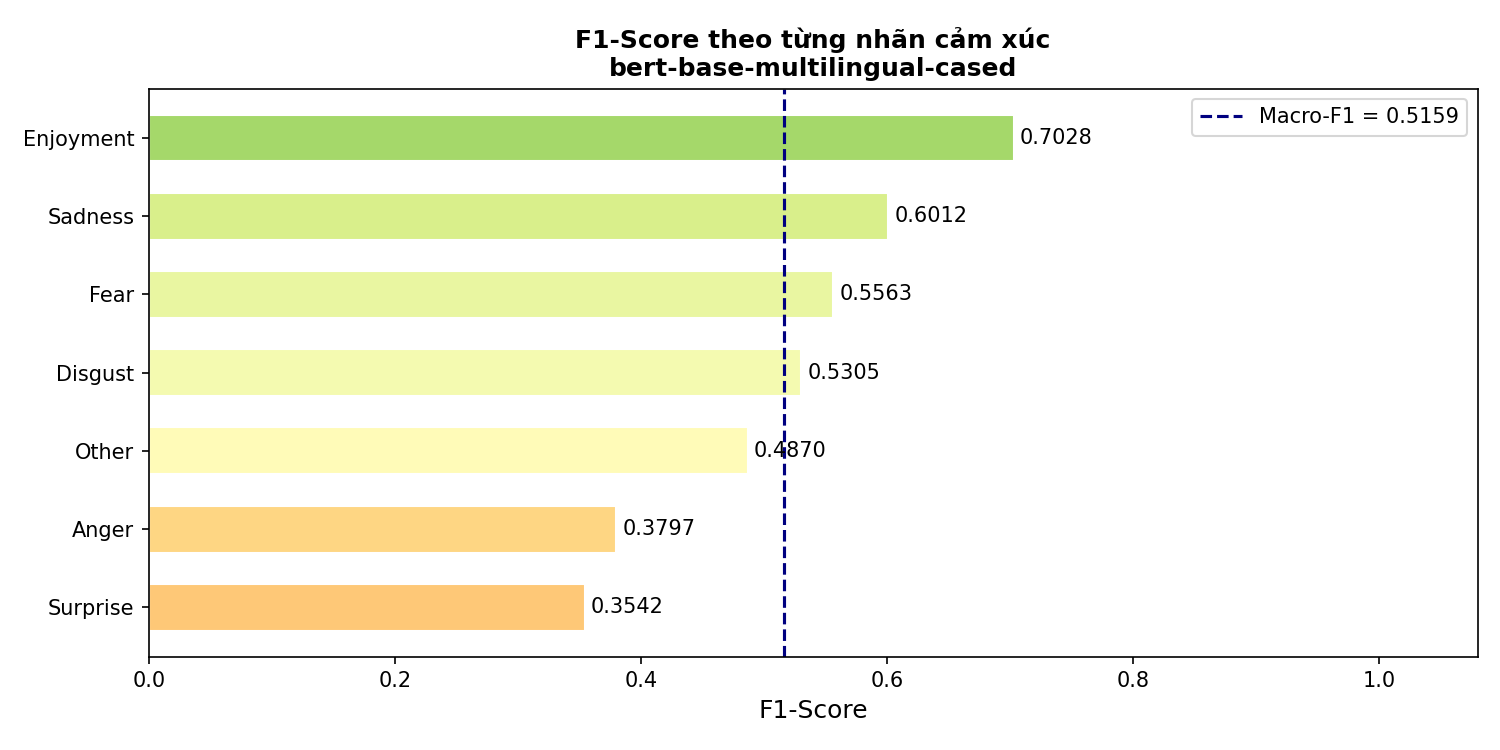 F1-Score theo từng nhãn cảm xúc
bert-base-multilingual-cased
Macro-F1 = 0.5159
Enjoyment 0.7028
Sadness 0.6012
Fear 0.5563
Disgust 0.5305
Other 0.4870
Anger 0.3797
Surprise 0.3542
0.0 0.2 0.4 0.6 0.8 1.0
F1-Score